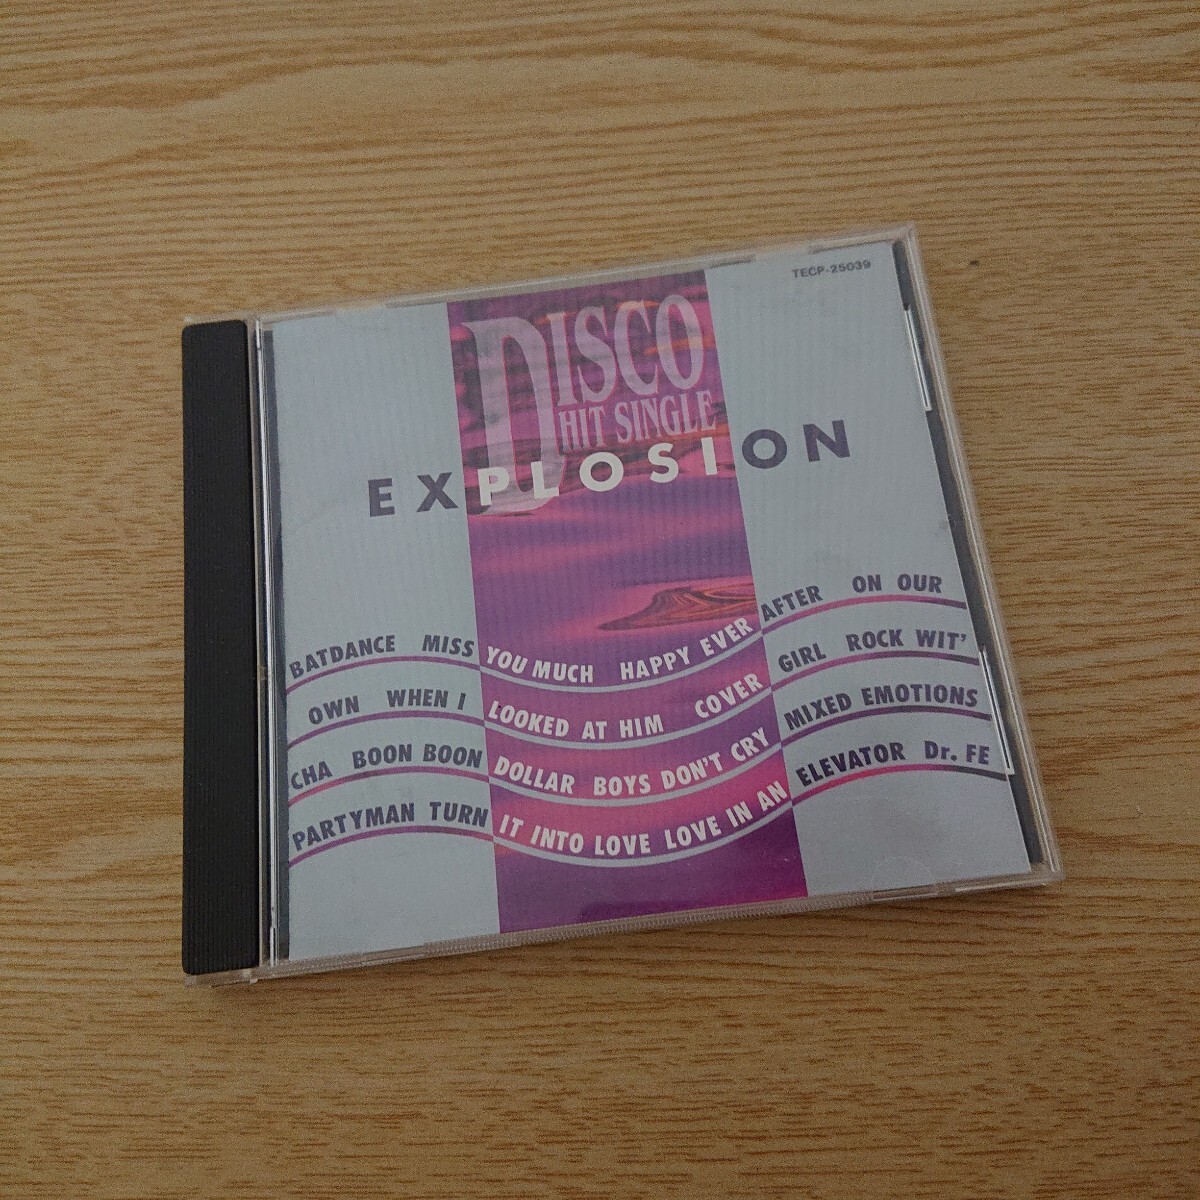 TECP-25039
DISCO
HIT SINGLE
EXPLOSION
BATDANCE MISS YOU MUCH HAPPY EVER AFTER ON OUR
OWN WHEN I LOOKED AT HIM COVER GIRL ROCK WIT'
CHA BOON BOON DOLLAR BOYS DON'T CRY MIXED EMOTIONS
PARTYMAN TURN IT INTO LOVE LOVE IN AN ELEVATOR Dr. FE